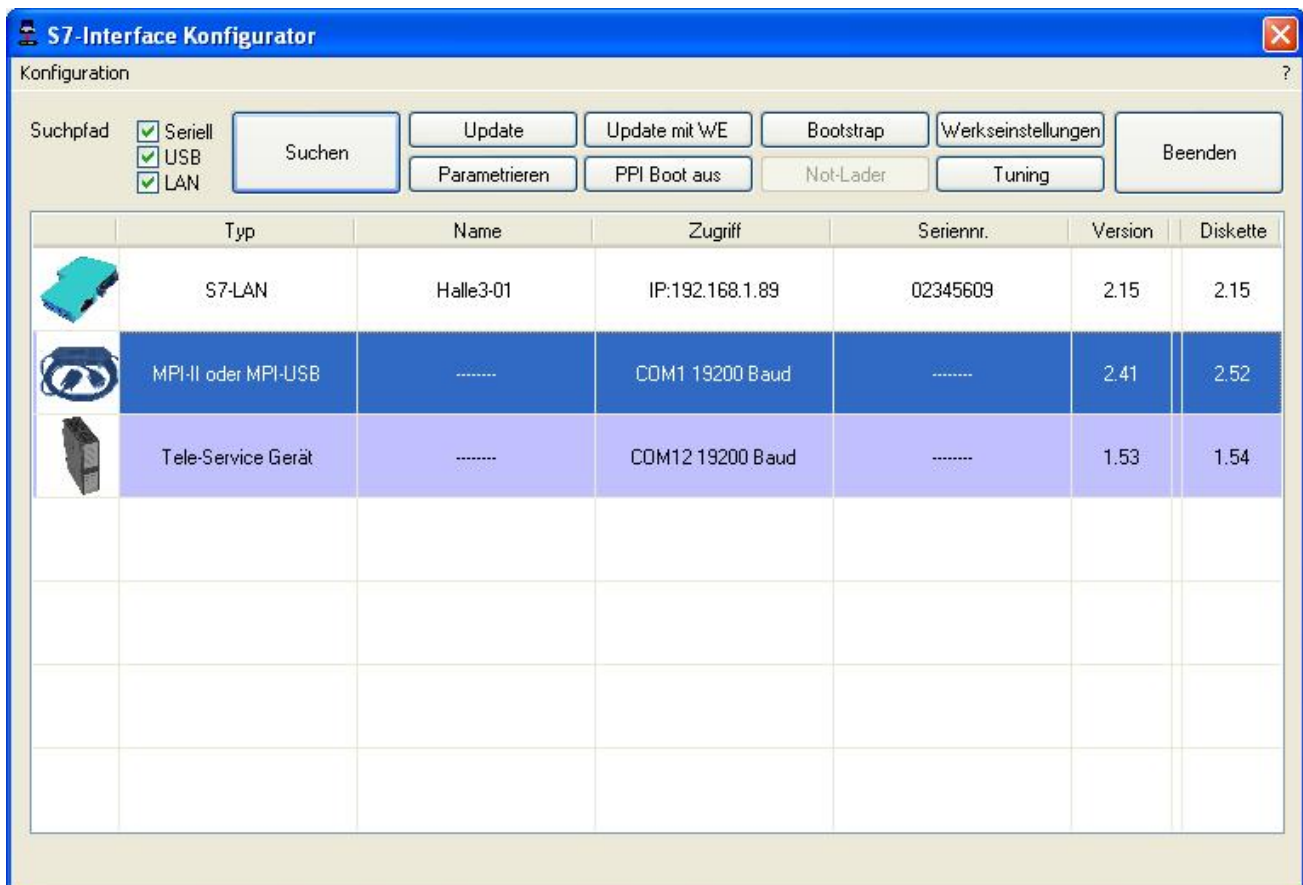 S7-Interface Konfigurator
Konfiguration ?
Suchpfad Seriell USB LAN
Suchen
Update Update mit WE Bootstrap Werkseinstellungen
Parametrieren PPI Boot aus Not-Lader Tuning
Beenden
Typ Name Zugriff Seriennr. Version Diskette
S7-LAN Halle3-01 IP:192.168.1.89 02345609 2.15 2.15
MPI-II oder MPI-USB -------- COM1 19200 Baud -------- 2.41 2.52
Tele-Service Gerät -------- COM12 19200 Baud -------- 1.53 1.54